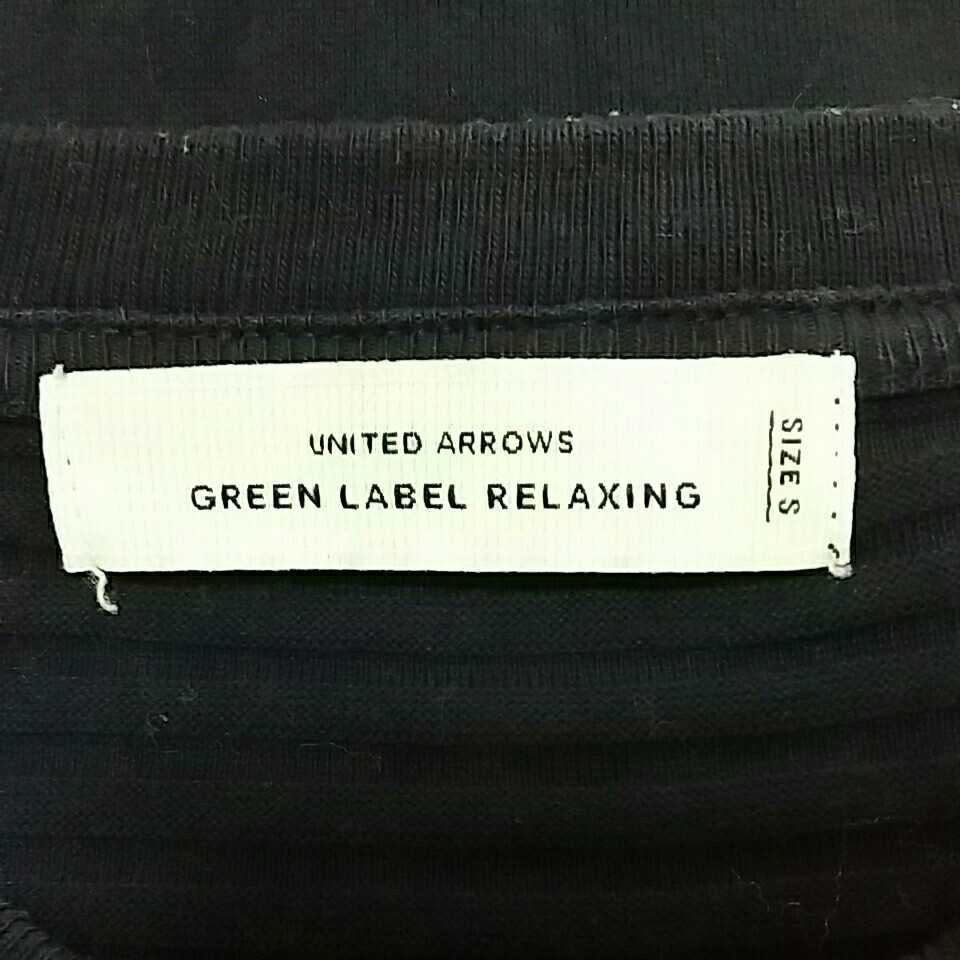 UNITED ARROWS
GREEN LABEL RELAXING
SIZE S